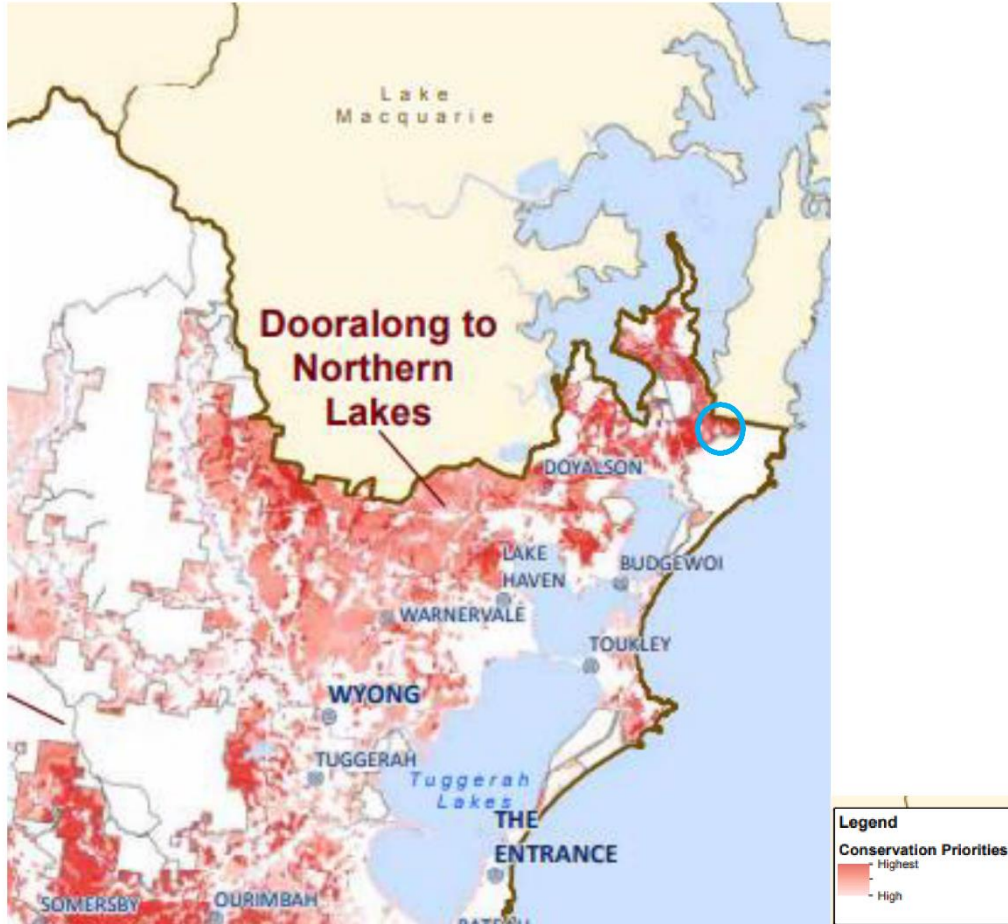 Lake
Macquarie
Dooralong to
Northern
Lakes
DOYALSON
LAKE
HAVEN
BUDGEWOI
WARNERVALE
TOUKLEY
WYONG
TUGGERAH
Tuggerah
Lakes
THE
ENTRANCE
SOMERSBY
OURIMBAH
Legend
Conservation Priorities
Highest
High